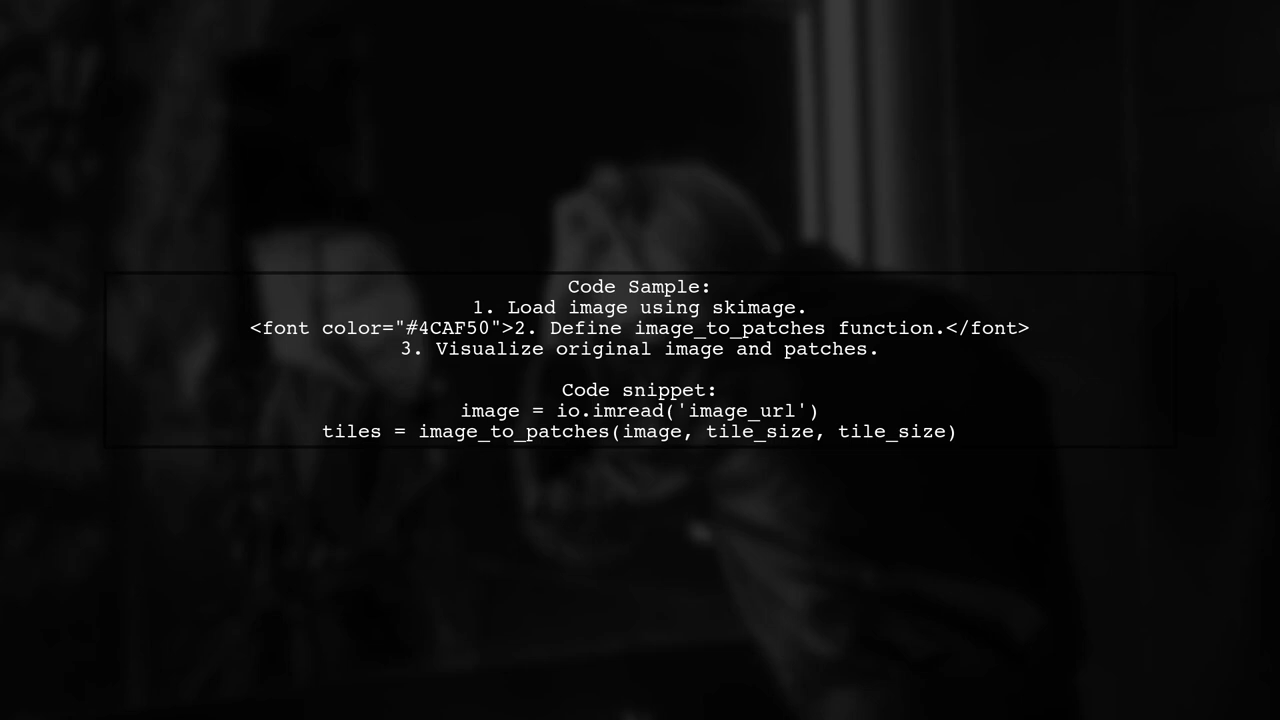 Code Sample:
1. Load image using skimage.
<font color="#4CAF50">2. Define image_to_patches function.</font>
3. Visualize original image and patches.

Code snippet:
image = io.imread('image_url')
tiles = image_to_patches(image, tile_size, tile_size)